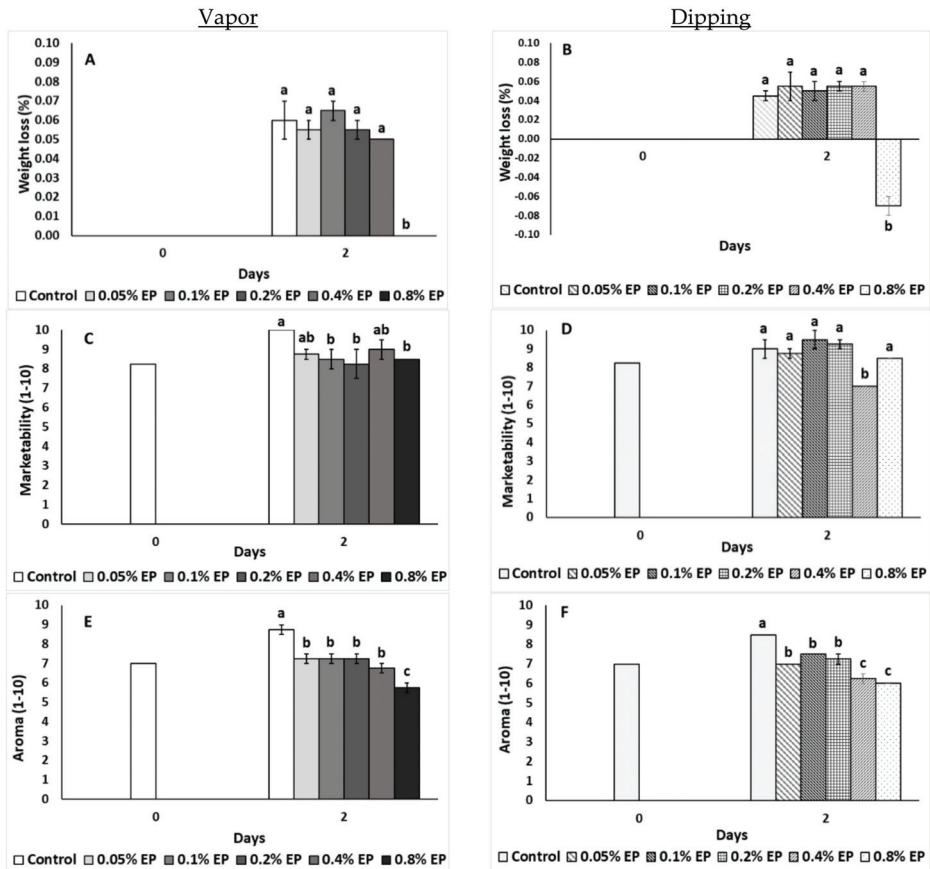 Vapor
Dipping
A
Weight loss (%)
0.10
0.09
0.08
0.07
0.06
0.05
0.04
0.03
0.02
0.01
0.00
a a a a a b
0 2
Days
Control 0.05% EP 0.1% EP 0.2% EP 0.4% EP 0.8% EP
B
Weight loss (%)
0.10
0.08
0.06
0.04
0.02
0.00
-0.02
-0.04
-0.06
-0.08
-0.10
a a a a a b
0 2
Days
Control 0.05% EP 0.1% EP 0.2% EP 0.4% EP 0.8% EP
C
Marketability (1-10)
10
9
8
7
6
5
4
3
2
1
0
a ab b b ab b
0 2
Days
Control 0.05% EP 0.1% EP 0.2% EP 0.4% EP 0.8% EP
D
Marketability (1-10)
10
9
8
7
6
5
4
3
2
1
0
a a a a b a
0 2
Days
Control 0.05% EP 0.1% EP 0.2% EP 0.4% EP 0.8% EP
E
Aroma (1-10)
10
9
8
7
6
5
4
3
2
1
0
a b b b b c
0 2
Days
Control 0.05% EP 0.1% EP 0.2% EP 0.4% EP 0.8% EP
F
Aroma (1-10)
10
9
8
7
6
5
4
3
2
1
0
a b b b c c
0 2
Days
Control 0.05% EP 0.1% EP 0.2% EP 0.4% EP 0.8% EP